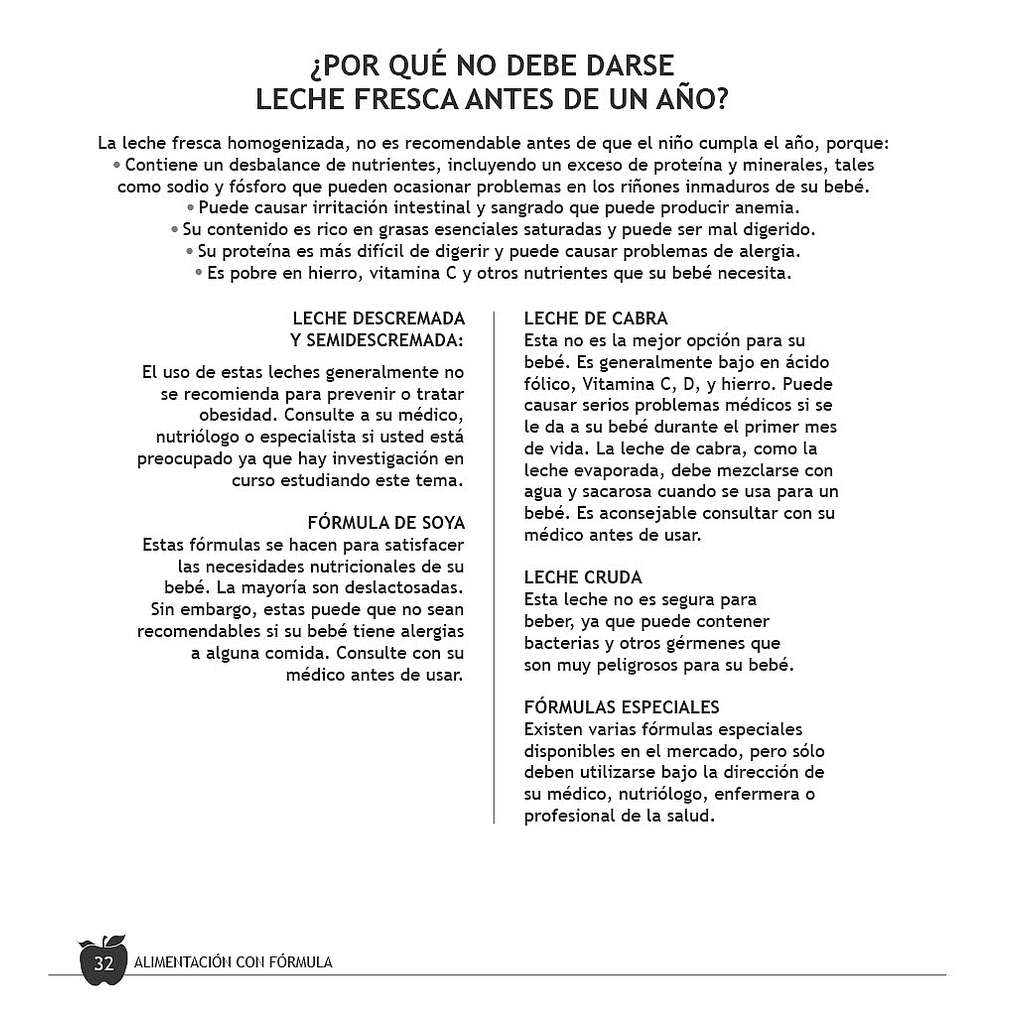 ¿POR QUÉ NO DEBE DARSE
LECHE FRESCA ANTES DE UN AÑO?
La leche fresca homogenizada, no es recomendable antes de que el niño cumpla el año, porque:
• Contiene un desbalance de nutrientes, incluyendo un exceso de proteína y minerales, tales
como sodio y fósforo que pueden ocasionar problemas en los riñones inmaduros de su bebé.
• Puede causar irritación intestinal y sangrado que puede producir anemia.
• Su contenido es rico en grasas esenciales saturadas y puede ser mal digerido.
• Su proteína es más difícil de digerir y puede causar problemas de alergia.
• Es pobre en hierro, vitamina C y otros nutrientes que su bebé necesita.
LECHE DESCREMADA
Y SEMIDESCREMADA:
El uso de estas leches generalmente no
se recomienda para prevenir o tratar
obesidad. Consulte a su médico,
nutriólogo o especialista si usted está
preocupado ya que hay investigación en
curso estudiando este tema.
FÓRMULA DE SOYA
Estas fórmulas se hacen para satisfacer
las necesidades nutricionales de su
bebé. La mayoría son deslactosadas.
Sin embargo, estas puede que no sean
recomendables si su bebé tiene alergias
a alguna comida. Consulte con su
médico antes de usar.
LECHE DE CABRA
Esta no es la mejor opción para su
bebé. Es generalmente bajo en ácido
fólico, Vitamina C, D, y hierro. Puede
causar serios problemas médicos si se
le da a su bebé durante el primer mes
de vida. La leche de cabra, como la
leche evaporada, debe mezclarse con
agua y sacarosa cuando se usa para un
bebé. Es aconsejable consultar con su
médico antes de usar.
LECHE CRUDA
Esta leche no es segura para
beber, ya que puede contener
bacterias y otros gérmenes que
son muy peligrosos para su bebé.
FÓRMULAS ESPECIALES
Existen varias fórmulas especiales
disponibles en el mercado, pero sólo
deben utilizarse bajo la dirección de
su médico, nutriólogo, enfermera o
profesional de la salud.
32 ALIMENTACIÓN CON FÓRMULA